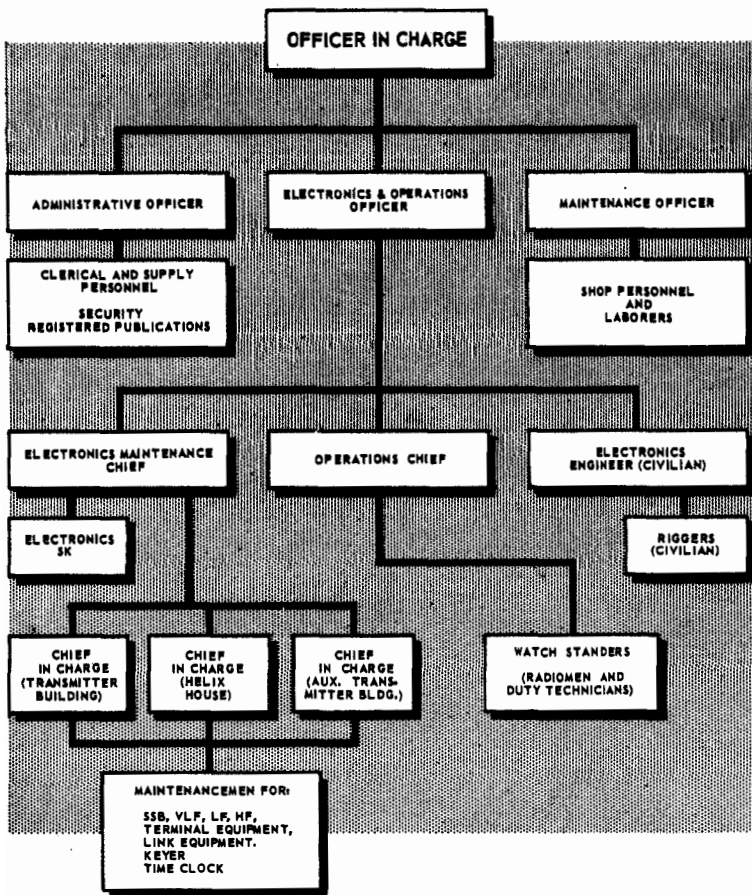 OFFICER IN CHARGE
ADMINISTRATIVE OFFICER
ELECTRONICS & OPERATIONS
OFFICER
MAINTENANCE OFFICER
CLERICAL AND SUPPLY
PERSONNEL
SECURITY
REGISTERED PUBLICATIONS
SHOP PERSONNEL
AND
LABORERS
ELECTRONICS MAINTENANCE
CHIEF
OPERATIONS CHIEF
ELECTRONICS
ENGINEER (CIVILIAN)
ELECTRONICS
SK
RIGGERS
(CIVILIAN)
CHIEF
IN CHARGE
(TRANSMITTER
BUILDING)
CHIEF
IN CHARGE
(HELIX
HOUSE)
CHIEF
IN CHARGE
(AUX. TRANS-
MITTER BLDG.)
WATCH STANDERS
(RADIOMEN AND
DUTY TECHNICIANS)
MAINTENANCEMEN FOR:
SSB, VLF, LF, HF,
TERMINAL EQUIPMENT,
LINK EQUIPMENT.
KEYER
TIME CLOCK